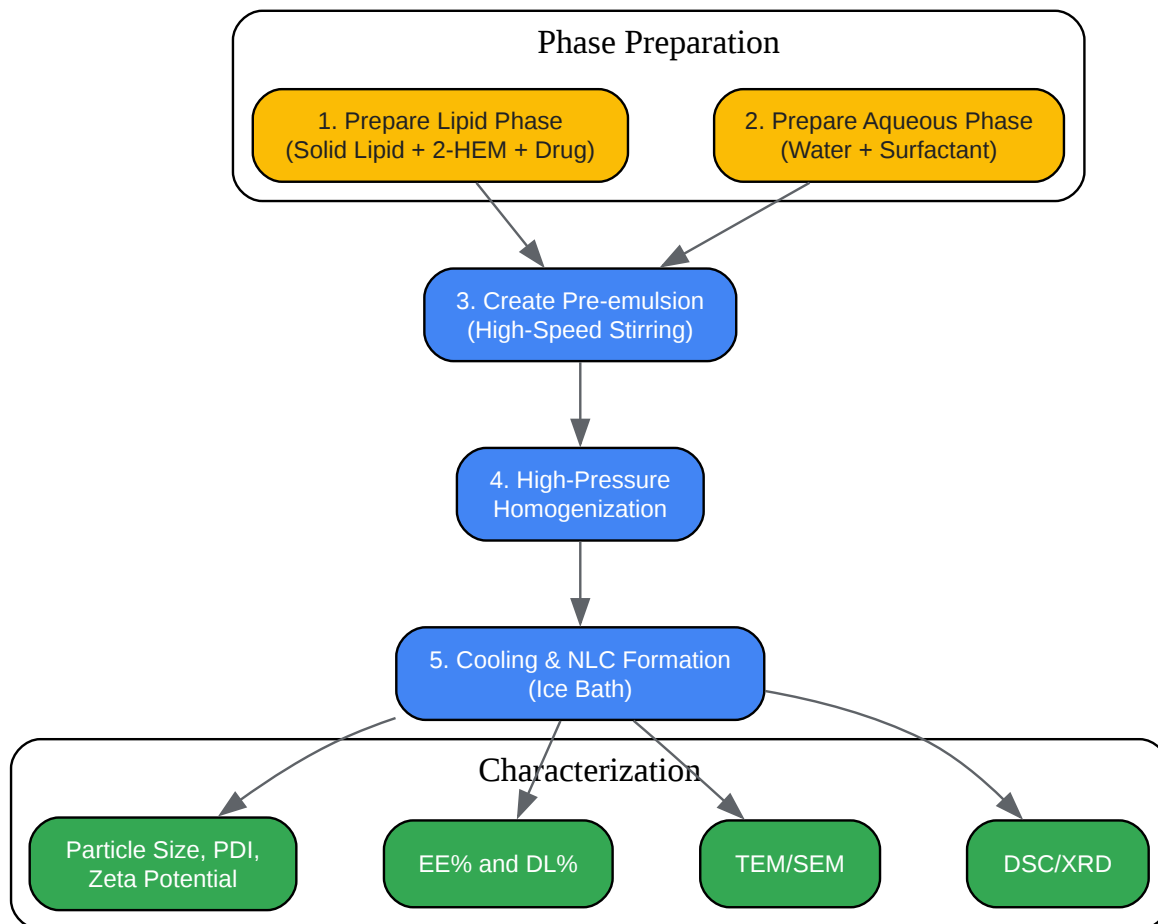 Phase Preparation
1. Prepare Lipid Phase
(Solid Lipid + 2-HEM + Drug)
2. Prepare Aqueous Phase
(Water + Surfactant)
3. Create Pre-emulsion
(High-Speed Stirring)
4. High-Pressure
Homogenization
5. Cooling & NLC Formation
(Ice Bath)
Characterization
Particle Size, PDI,
Zeta Potential
EE% and DL%
TEM/SEM
DSC/XRD